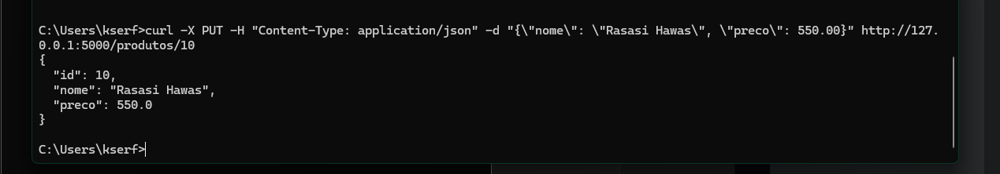 C:\Users\kserf>curl -X PUT -H "Content-Type: application/json" -d "{\"nome\": \"Rasasi Hawas\", \"preco\": 550.00}" http://127.
0.0.1:5000/produtos/10
{
  "id": 10,
  "nome": "Rasasi Hawas",
  "preco": 550.0
}
C:\Users\kserf>